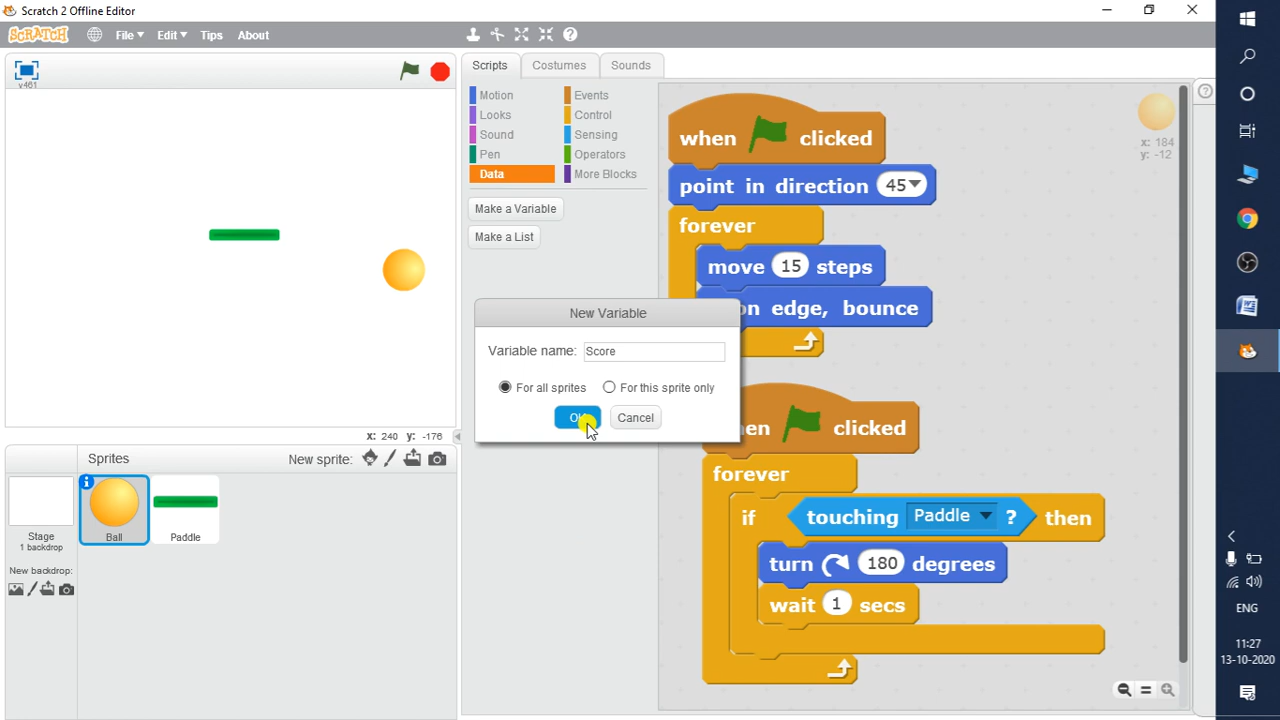 Scratch 2 Offline Editor
SCRATCH File Edit Tips About
v461
Scripts Costumes Sounds
Motion Events
Looks Control
Sound Sensing
Pen Operators
Data More Blocks
Make a Variable
Make a List
New Variable
Variable name: Score
For all sprites For this sprite only
Cancel
when clicked
point in direction 45
forever
move 15 steps
on edge, bounce
clicked
forever
if touching Paddle ? then
turn 180 degrees
wait 1 secs
x: 184
y: -12
x: 240 y: -176
Sprites New sprite:
Stage
1 backdrop
New backdrop:
Ball
Paddle
ENG
11:27
13-10-2020